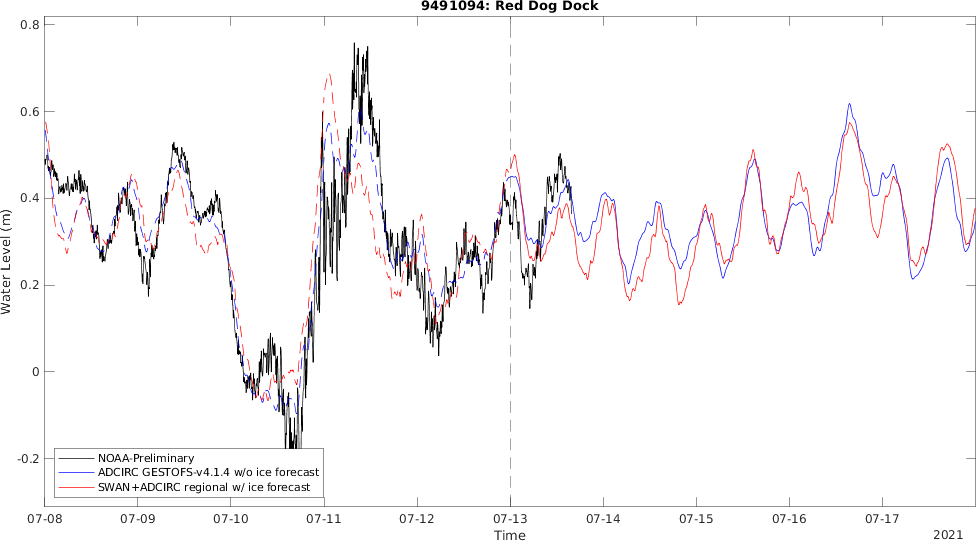 9491094: Red Dog Dock
0.8
0.6
0.4
0.2
0
-0.2
Water Level (m)
NOAA-Preliminary
ADCIRC GESTOFS-v4.1.4 w/o ice forecast
SWAN+ADCIRC regional w/ ice forecast
07-08 07-09 07-10 07-11 07-12 07-13 07-14 07-15 07-16 07-17
Time
2021